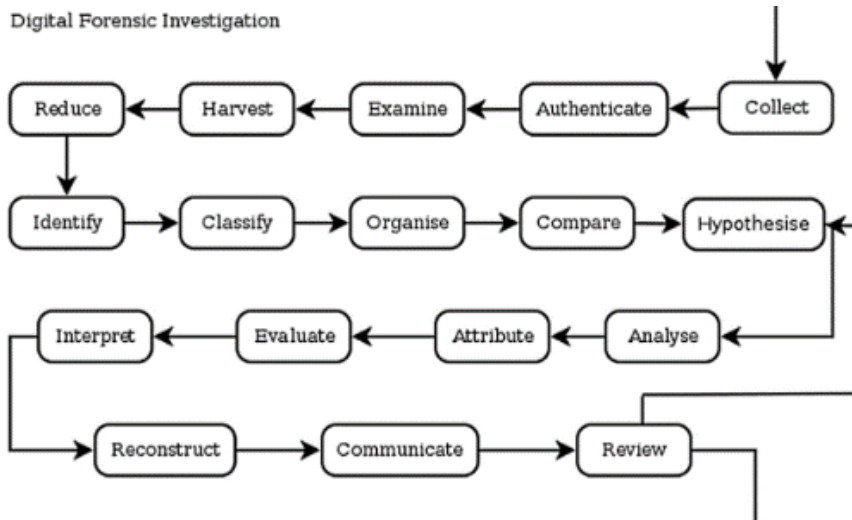 Digital Forensic Investigation
Reduce Harvest Examine Authenticate Collect
Identify Classify Organise Compare Hypothesise
Interpret Evaluate Attribute Analyse
Reconstruct Communicate Review